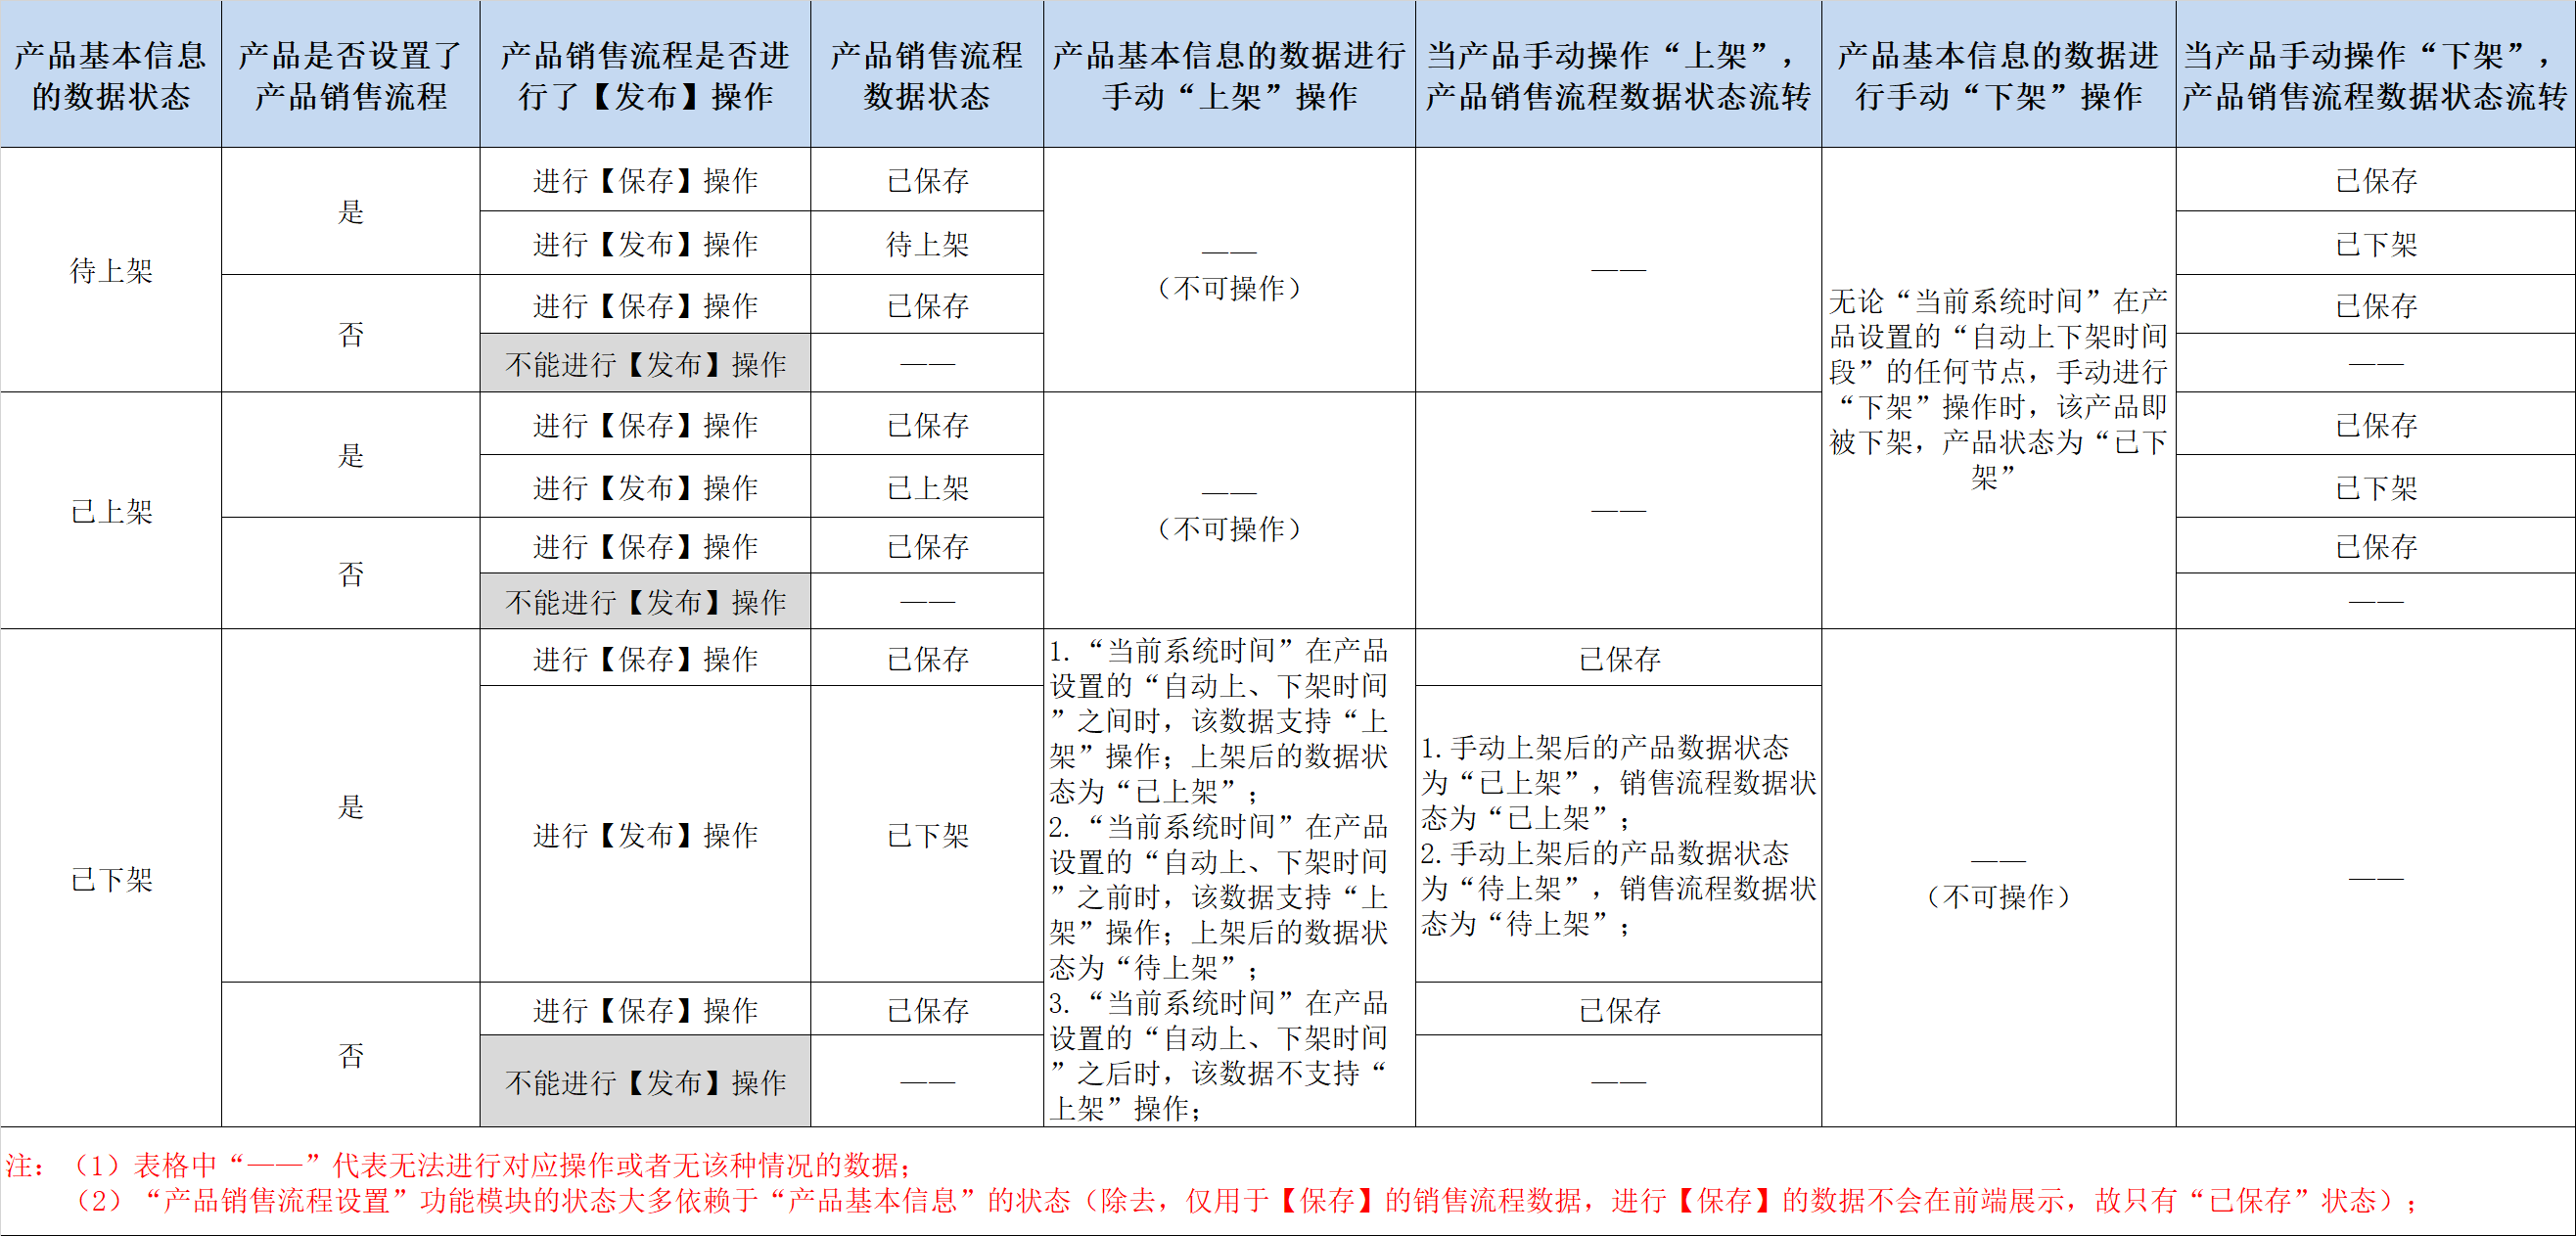 产品基本信息
的数据状态
产品是否设置了
产品销售流程
产品销售流程是否进
行了【发布】操作
产品销售流程
数据状态
产品基本信息的数据进行
手动“上架”操作
当产品手动操作“上架”，
产品销售流程数据状态流转
产品基本信息的数据进
行手动“下架”操作
当产品手动操作“下架”，
产品销售流程数据状态流转
待上架
是
进行【保存】操作
已保存
——
（不可操作）
——
无论“当前系统时间”在产
品设置的“自动上下架时间
段”的任何节点，手动进行
“下架”操作时，该产品即
被下架，产品状态为“已下
架”
已保存
进行【发布】操作
待上架
已下架
否
进行【保存】操作
已保存
已保存
不能进行【发布】操作
——
——
已上架
是
进行【保存】操作
已保存
——
（不可操作）
——
已保存
进行【发布】操作
已上架
已下架
否
进行【保存】操作
已保存
已保存
不能进行【发布】操作
——
——
已下架
是
进行【保存】操作
已保存
1.“当前系统时间”在产品
设置的“自动上、下架时间
”之间时，该数据支持“上
架”操作；上架后的数据状
态为“已上架”；
2.“当前系统时间”在产品
设置的“自动上、下架时间
”之前时，该数据支持“上
架”操作；上架后的数据状
态为“待上架”；
3.“当前系统时间”在产品
设置的“自动上、下架时间
”之后时，该数据不支持“
上架”操作；
已保存
——
（不可操作）
——
进行【发布】操作
已下架
1.手动上架后的产品数据状态
为“已上架”，销售流程数据状
态为“已上架”；
2.手动上架后的产品数据状态
为“待上架”，销售流程数据状
态为“待上架”；
否
进行【保存】操作
已保存
已保存
不能进行【发布】操作
——
——
注：（1）表格中“——”代表无法进行对应操作或者无该种情况的数据；
（2）“产品销售流程设置”功能模块的状态大多依赖于“产品基本信息”的状态（除去，仅用于【保存】的销售流程数据，进行【保存】的数据不会在前端展示，故只有“已保存”状态）；